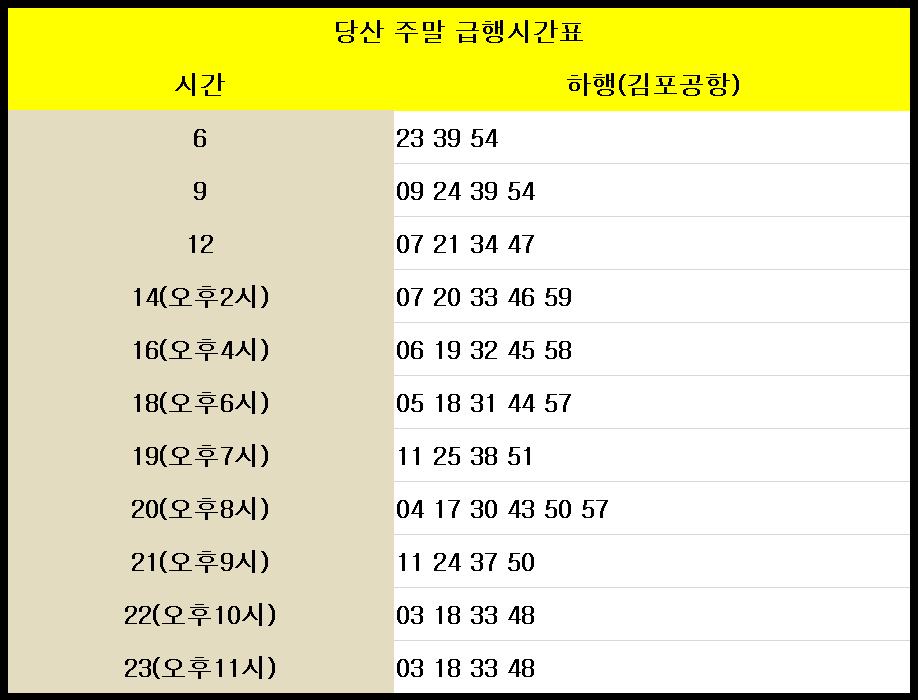 당산 주말 급행시간표
시간 하행(김포공항)
6 23 39 54
9 09 24 39 54
12 07 21 34 47
14(오후2시) 07 20 33 46 59
16(오후4시) 06 19 32 45 58
18(오후6시) 05 18 31 44 57
19(오후7시) 11 25 38 51
20(오후8시) 04 17 30 43 50 57
21(오후9시) 11 24 37 50
22(오후10시) 03 18 33 48
23(오후11시) 03 18 33 48